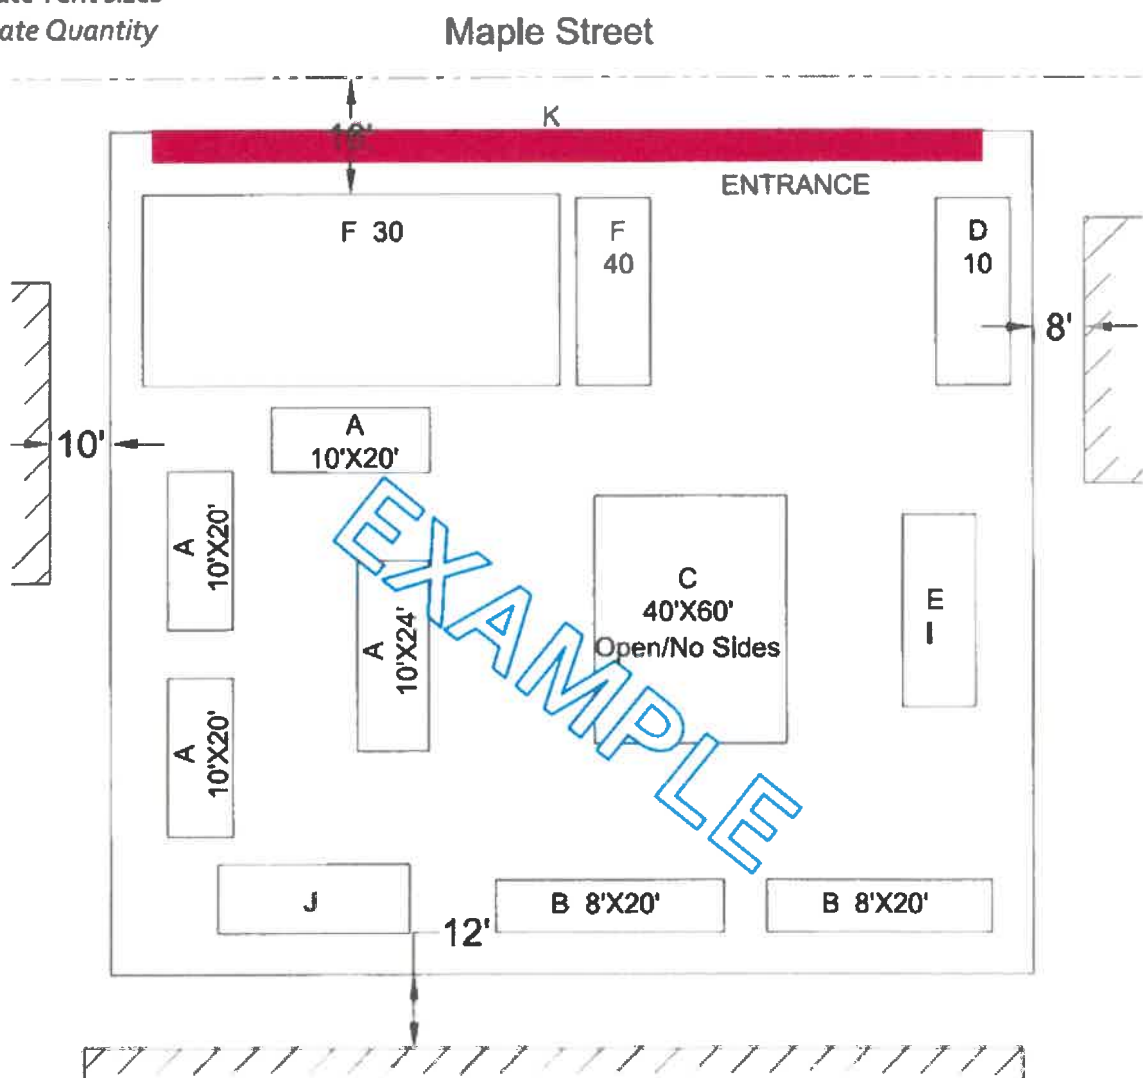 ate Quantity
Maple Street
K
ENTRANCE
F 30
F
40
D
10
8'
10'
A
10'X20'
A
10'X20'
A
10'X24'
C
40'X60'
Open/No Sides
E
I
A
10'X20'
EXAMPLE
J
B 8'X20'
B 8'X20'
12'